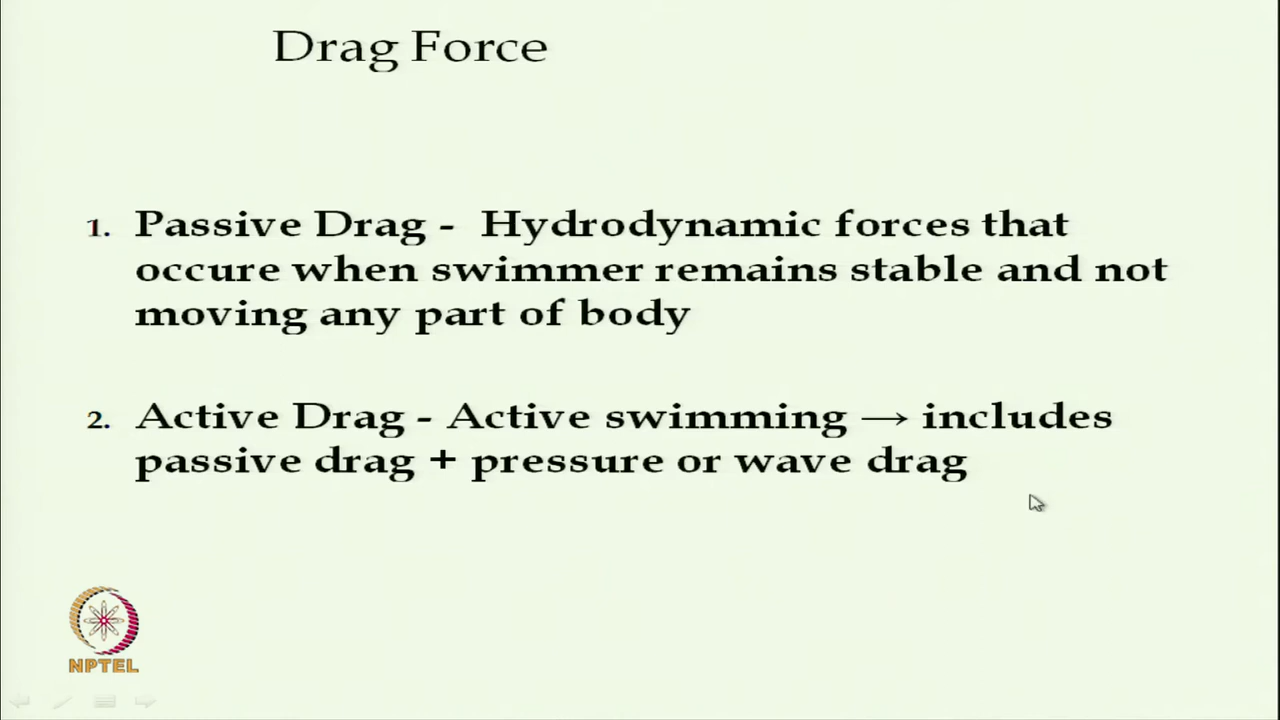 Drag Force
1. Passive Drag - Hydrodynamic forces that
occure when swimmer remains stable and not
moving any part of body
2. Active Drag - Active swimming → includes
passive drag + pressure or wave drag
NPTEL